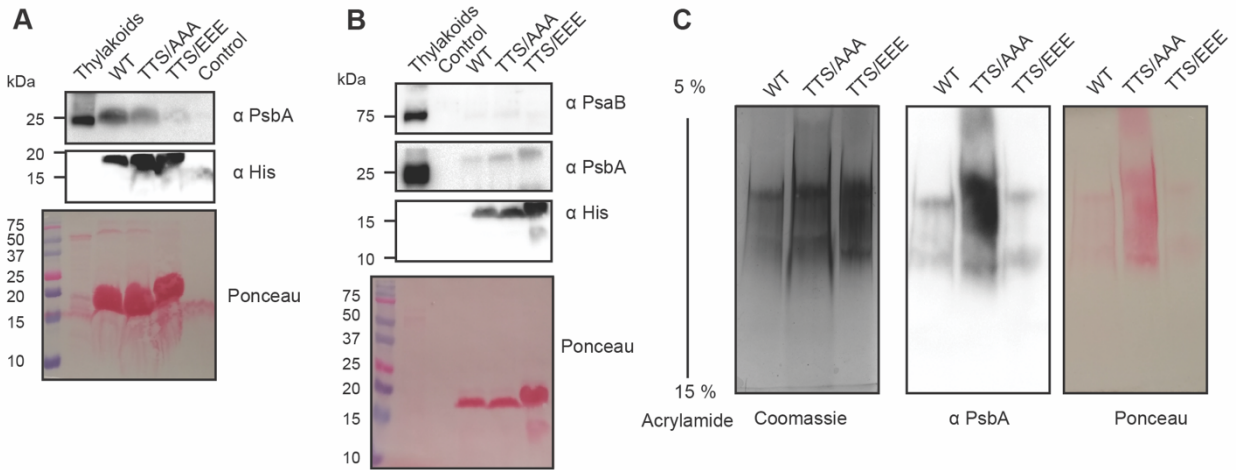 A
Thylakoids
WT
TTS/AAA
TTS/EEE
Control
kDa
25
α PsbA
20
15
α His
75
50
37
25
20
15
10
Ponceau
B
Thylakoids
Control
WT
TTS/AAA
TTS/EEE
kDa
75
α PsaB
25
α PsbA
15
10
α His
75
50
37
25
20
15
10
Ponceau
C
WT
TTS/AAA
TTS/EEE
WT
TTS/AAA
TTS/EEE
WT
TTS/AAA
TTS/EEE
5 %
15 %
Acrylamide
Coomassie
α PsbA
Ponceau